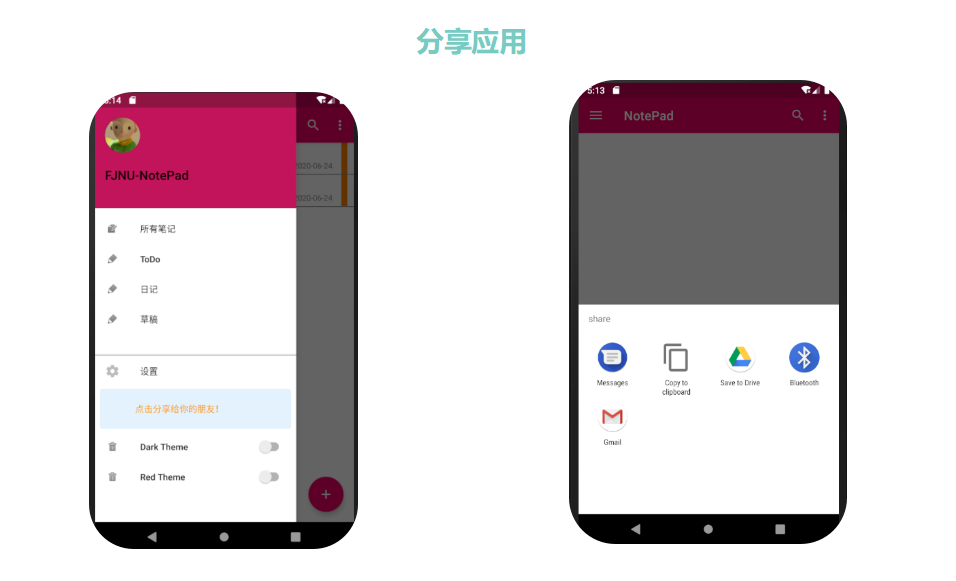 分享应用
5:14
FJNU-NotePad
2020-06-24
2020-06-24
所有笔记
ToDo
日记
草稿
设置
点击分享给你的朋友!
Dark Theme
Red Theme
5:13
NotePad
share
Messages
Copy to
clipboard
Save to Drive
Bluetooth
Gmail